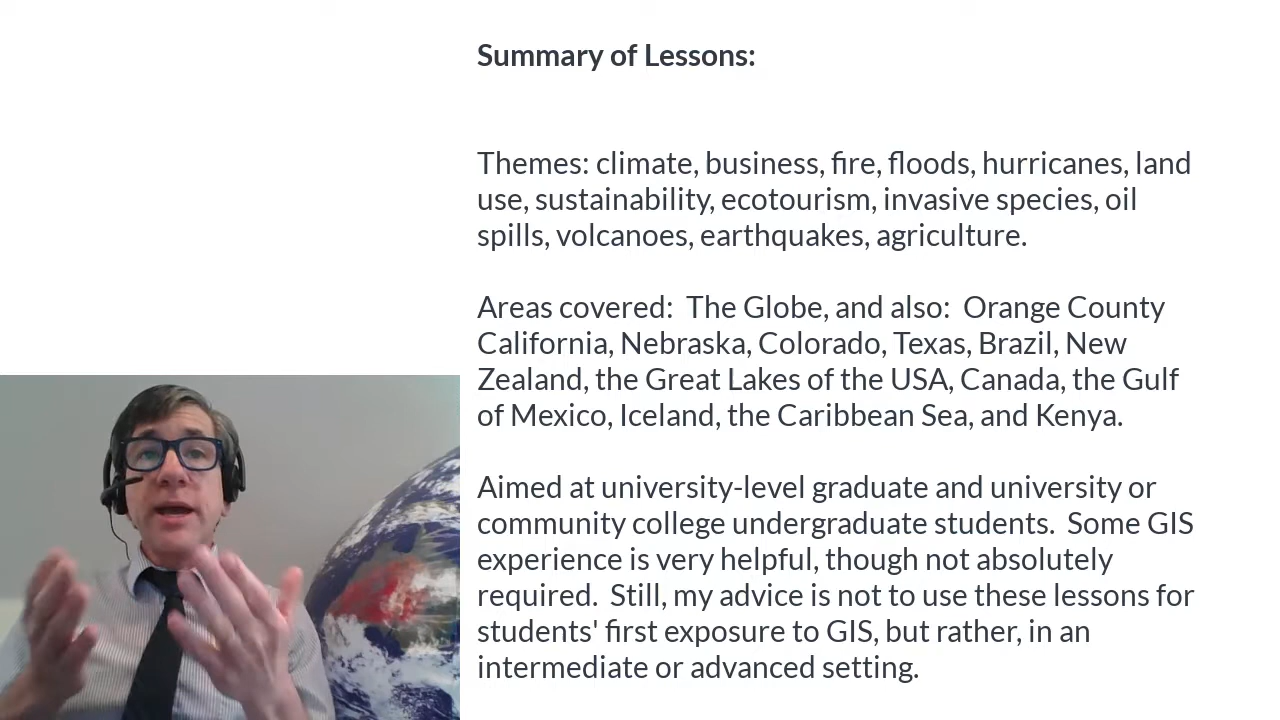 Summary of Lessons:
Themes: climate, business, fire, floods, hurricanes, land
use, sustainability, ecotourism, invasive species, oil
spills, volcanoes, earthquakes, agriculture.
Areas covered:  The Globe, and also:  Orange County
California, Nebraska, Colorado, Texas, Brazil, New
Zealand, the Great Lakes of the USA, Canada, the Gulf
of Mexico, Iceland, the Caribbean Sea, and Kenya.
Aimed at university-level graduate and university or
community college undergraduate students.  Some GIS
experience is very helpful, though not absolutely
required.  Still, my advice is not to use these lessons for
students' first exposure to GIS, but rather, in an
intermediate or advanced setting.